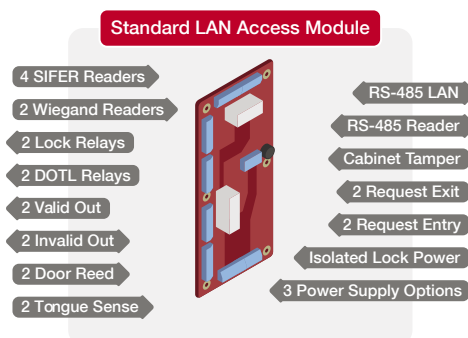 Standard LAN Access Module
4 SIFER Readers
2 Wiegand Readers
2 Lock Relays
2 DOTL Relays
2 Valid Out
2 Invalid Out
2 Door Reed
2 Tongue Sense
RS-485 LAN
RS-485 Reader
Cabinet Tamper
2 Request Exit
2 Request Entry
Isolated Lock Power
3 Power Supply Options